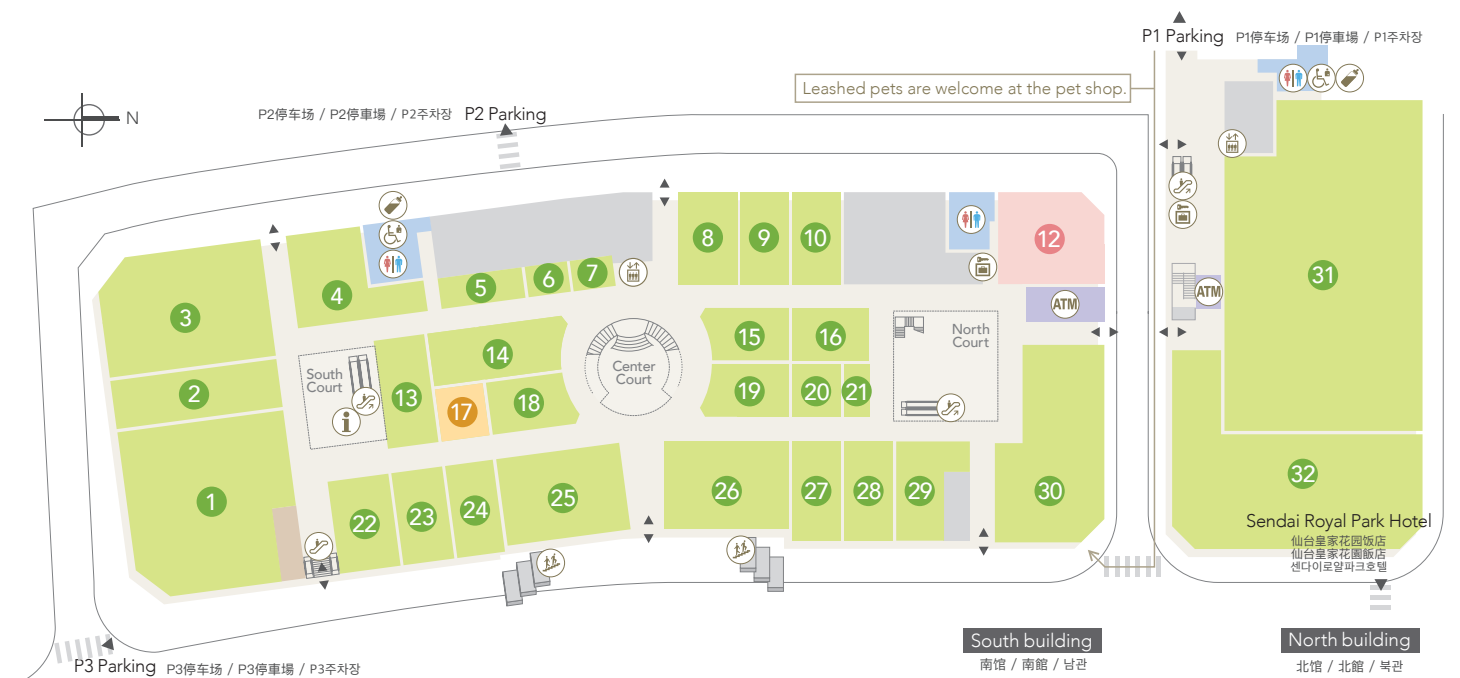 P1 Parking P1停车场 / P1停車場 / P1주차장
Leashed pets are welcome at the pet shop.
N
P2停车场 / P2停車場 / P2주차장 P2 Parking
8
9
10
12
3
4
5
6
7
ATM
ATM
31
15
16
North
Court
14
Center
Court
South
Court
2
13
17
18
19
20
21
1
22
23
24
25
26
27
28
29
30
32
Sendai Royal Park Hotel
仙台皇家花园饭店
仙台皇家花園飯店
센다이로얄파크호텔
South building
南馆 / 南館 / 남관
North building
北馆 / 北館 / 북관
P3 Parking P3停车场 / P3停車場 / P3주차장